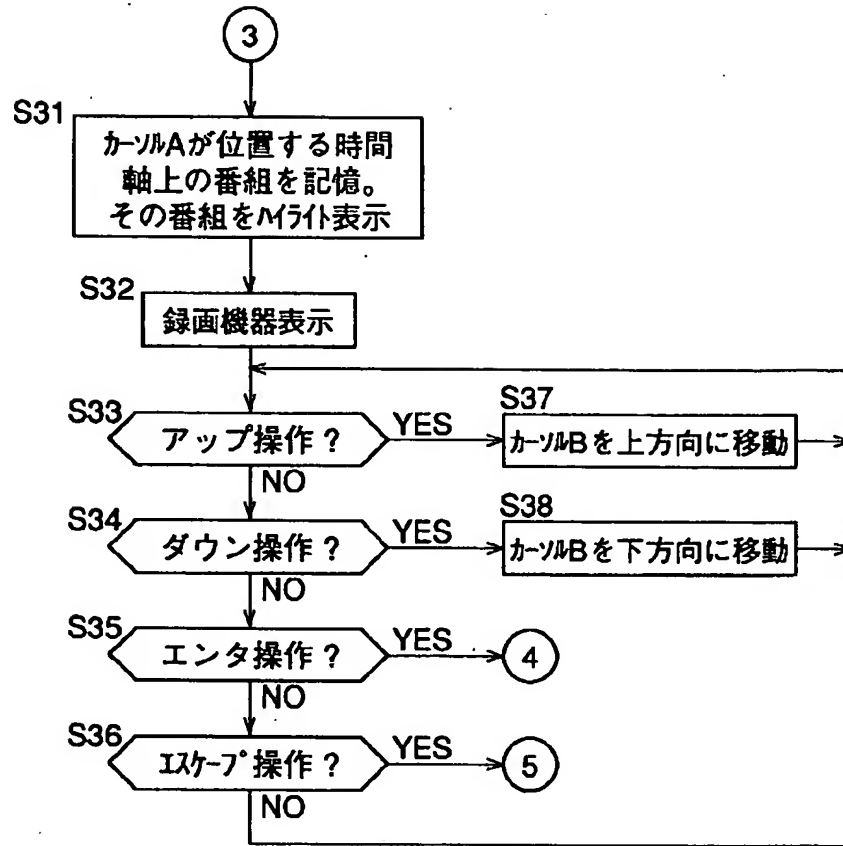 3
S31
カーソルAが位置する時間
軸上の番組を記憶。
その番組をハイライト表示
S32
録画機器表示
S33
アップ操作？
YES
S37
カーソルBを上方向に移動
NO
S34
ダウン操作？
YES
S38
カーソルBを下方向に移動
NO
S35
エンタ操作？
YES
4
NO
S36
エスケープ操作？
YES
5
NO